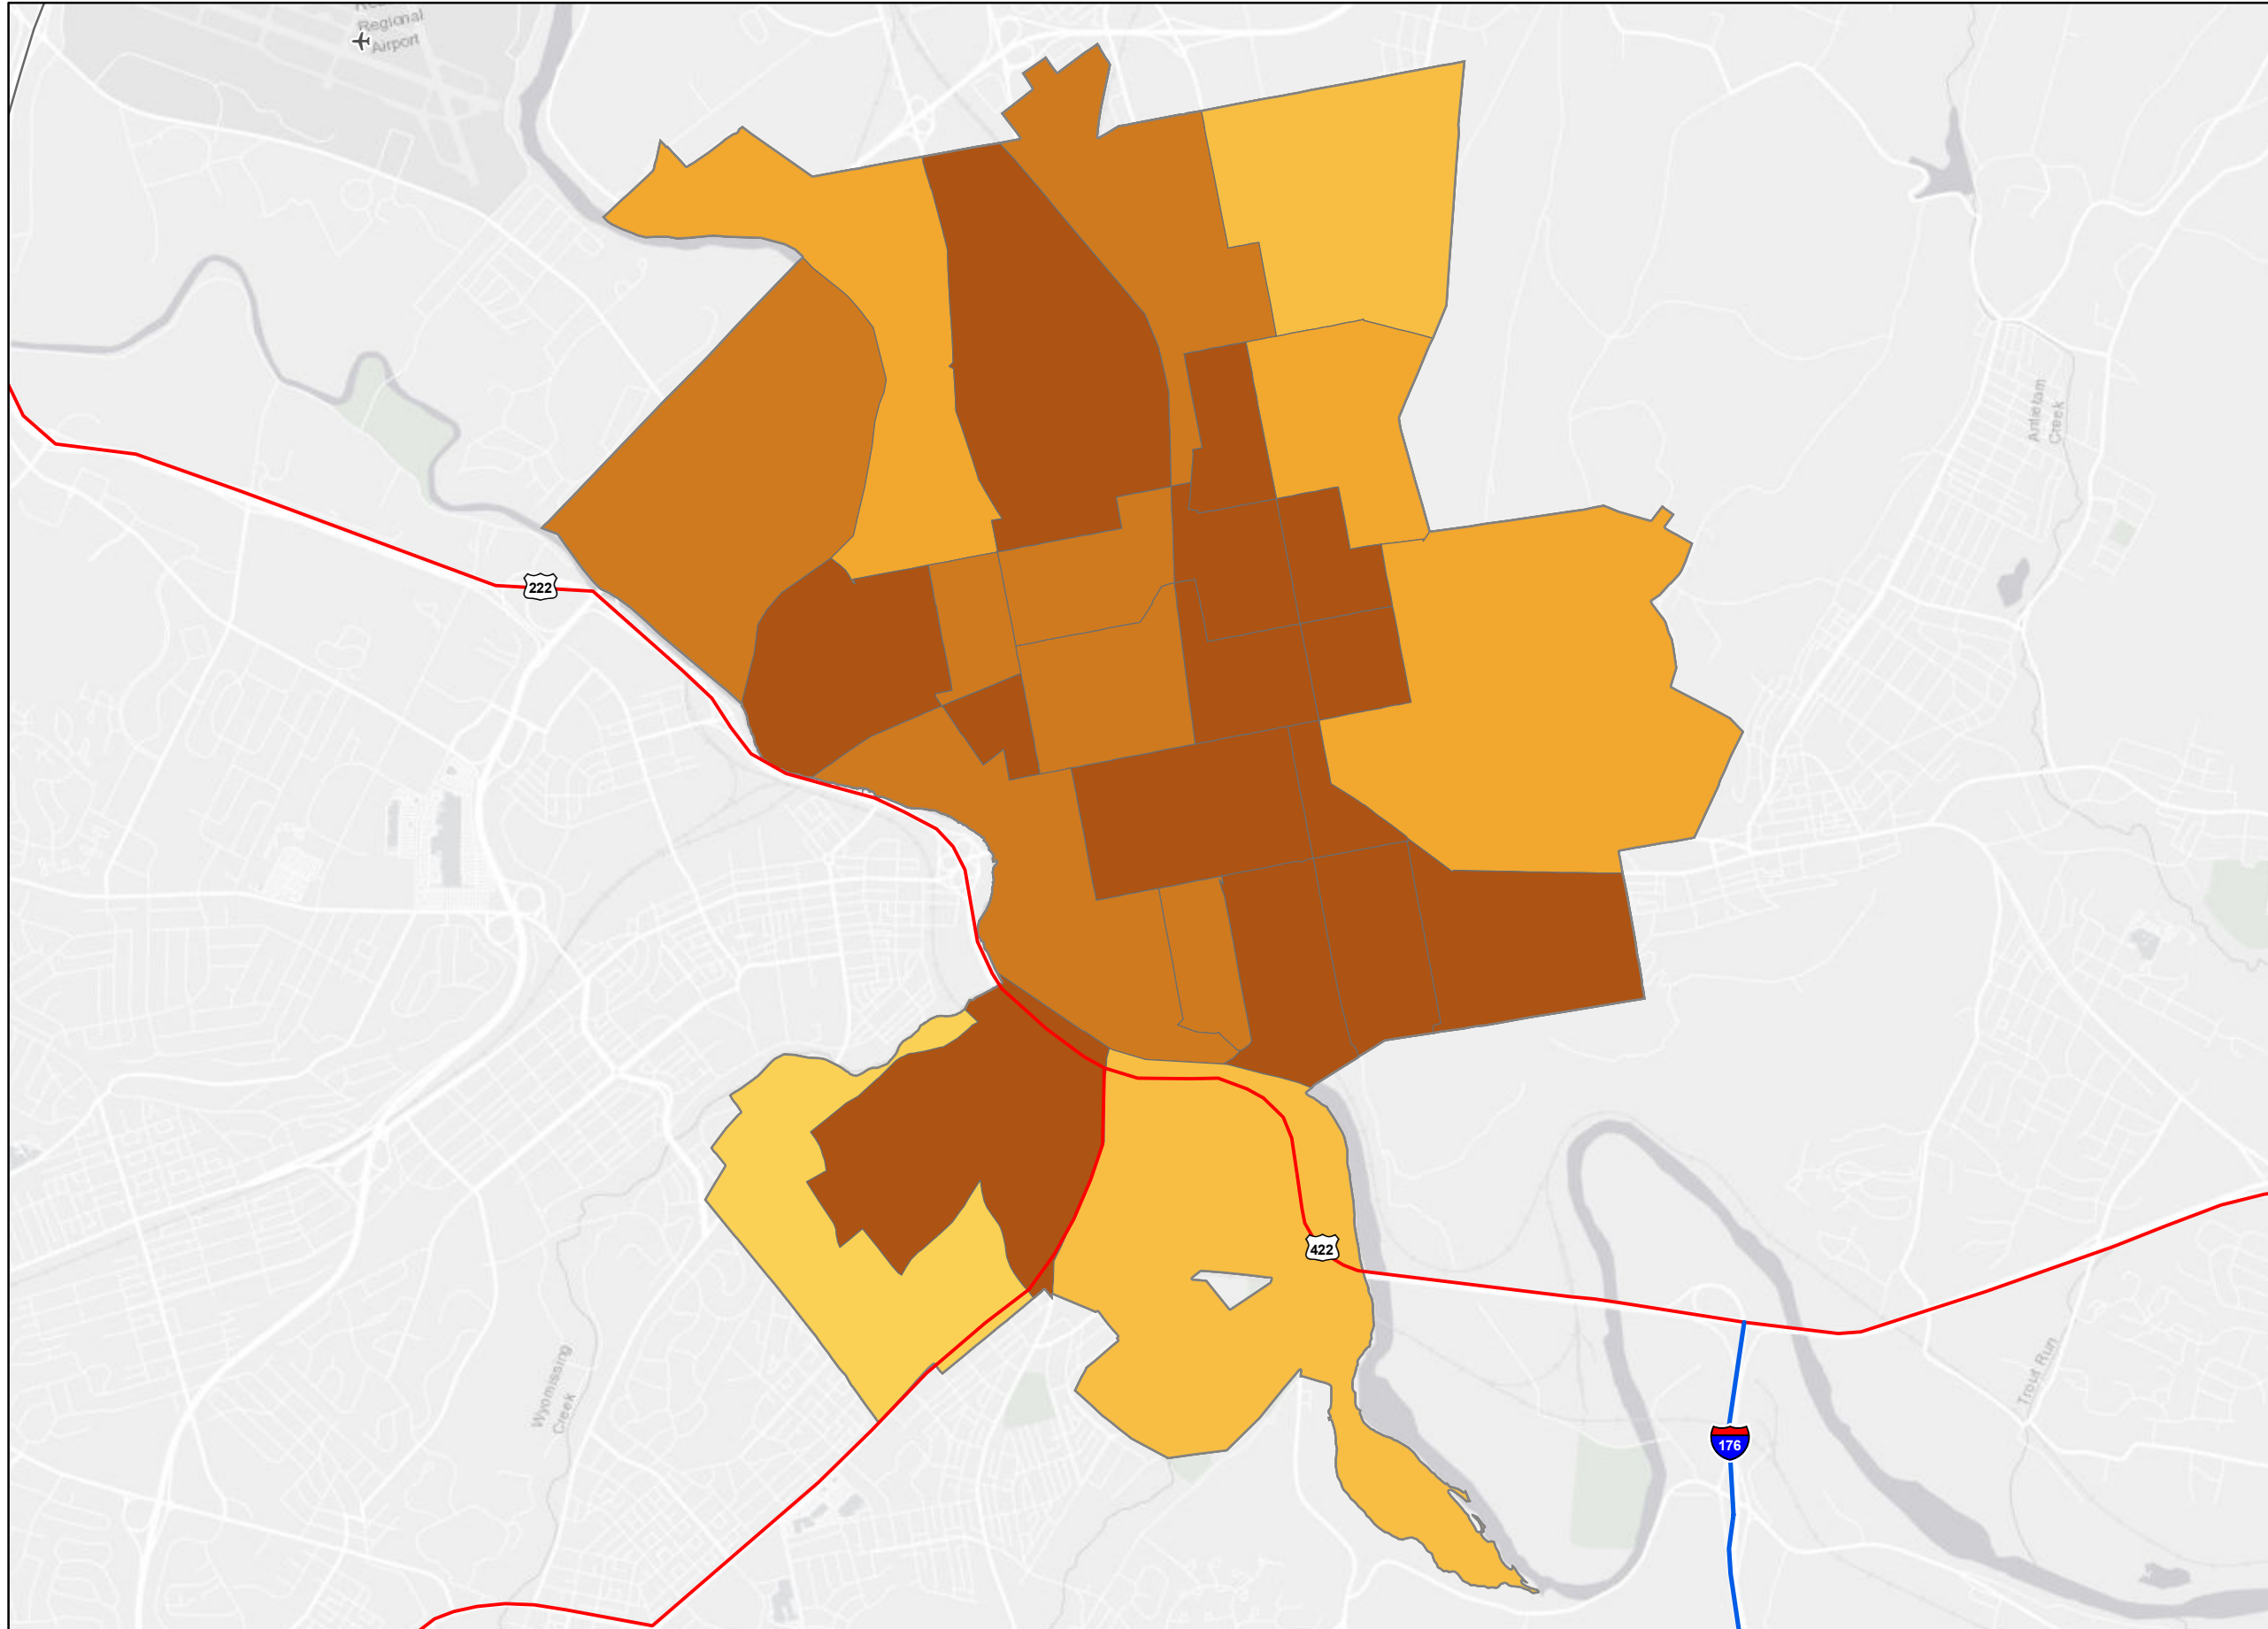 Regional
Airport
Antietam
Creek
222
422
Wyomissing
Creek
Trout Run
176